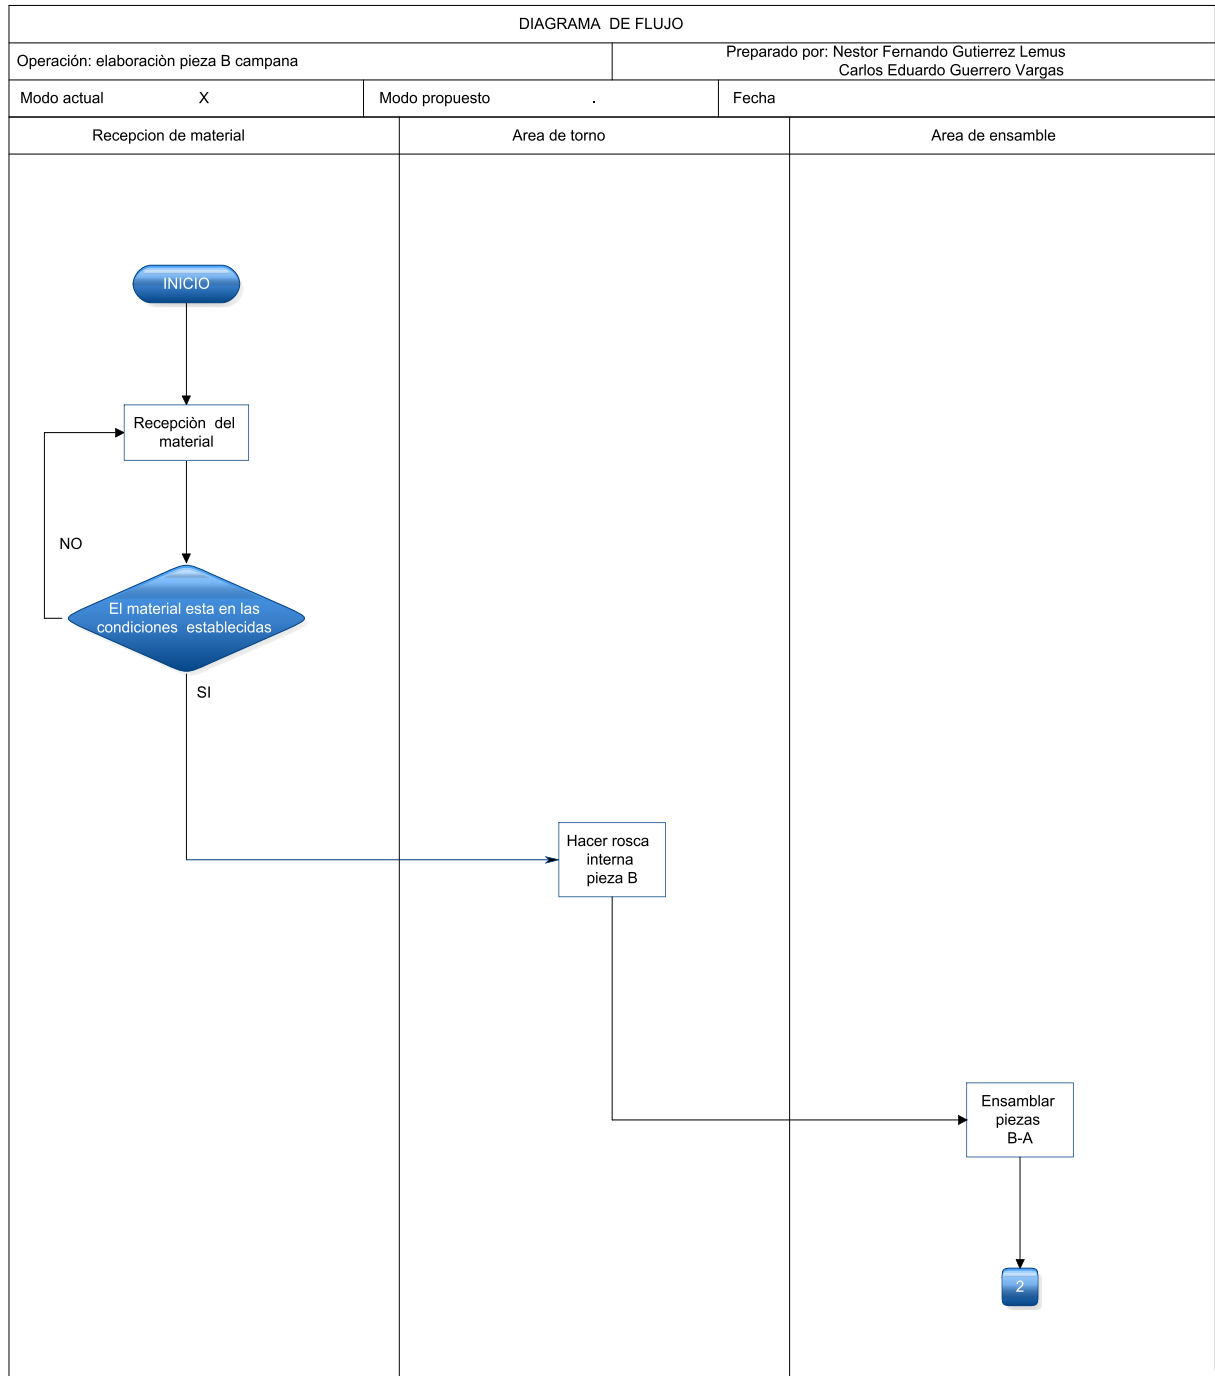 DIAGRAMA  DE FLUJO
Operación: elaboraciòn pieza B campana
Preparado por: Nestor Fernando Gutierrez Lemus
Carlos Eduardo Guerrero Vargas
Modo actual X
Modo propuesto .
Fecha
Recepcion de material
Area de torno
Area de ensamble
INICIO
Recepciòn  del
material
NO
El material esta en las
condiciones  establecidas
SI
Hacer rosca
interna
pieza B
Ensamblar
piezas
B-A
2